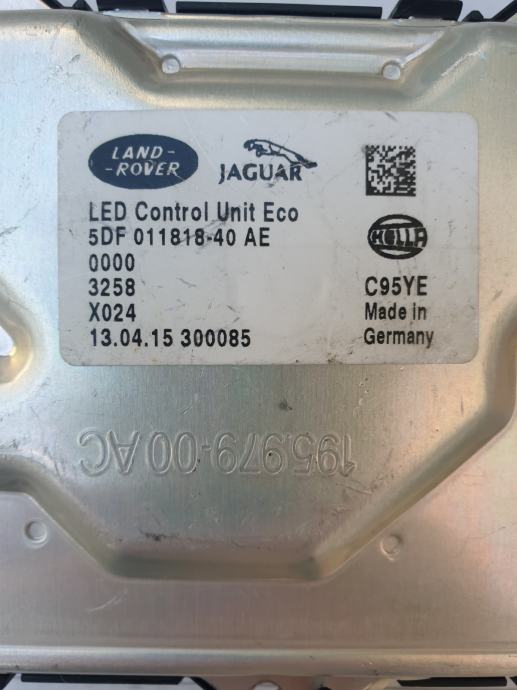 LAND-
-ROVER
JAGUAR
LED Control Unit Eco
5DF 011818-40 AE
HELLA
0000
3258
C95YE
X024
Made in
13.04.15 300085
Germany
195.979-00 AC